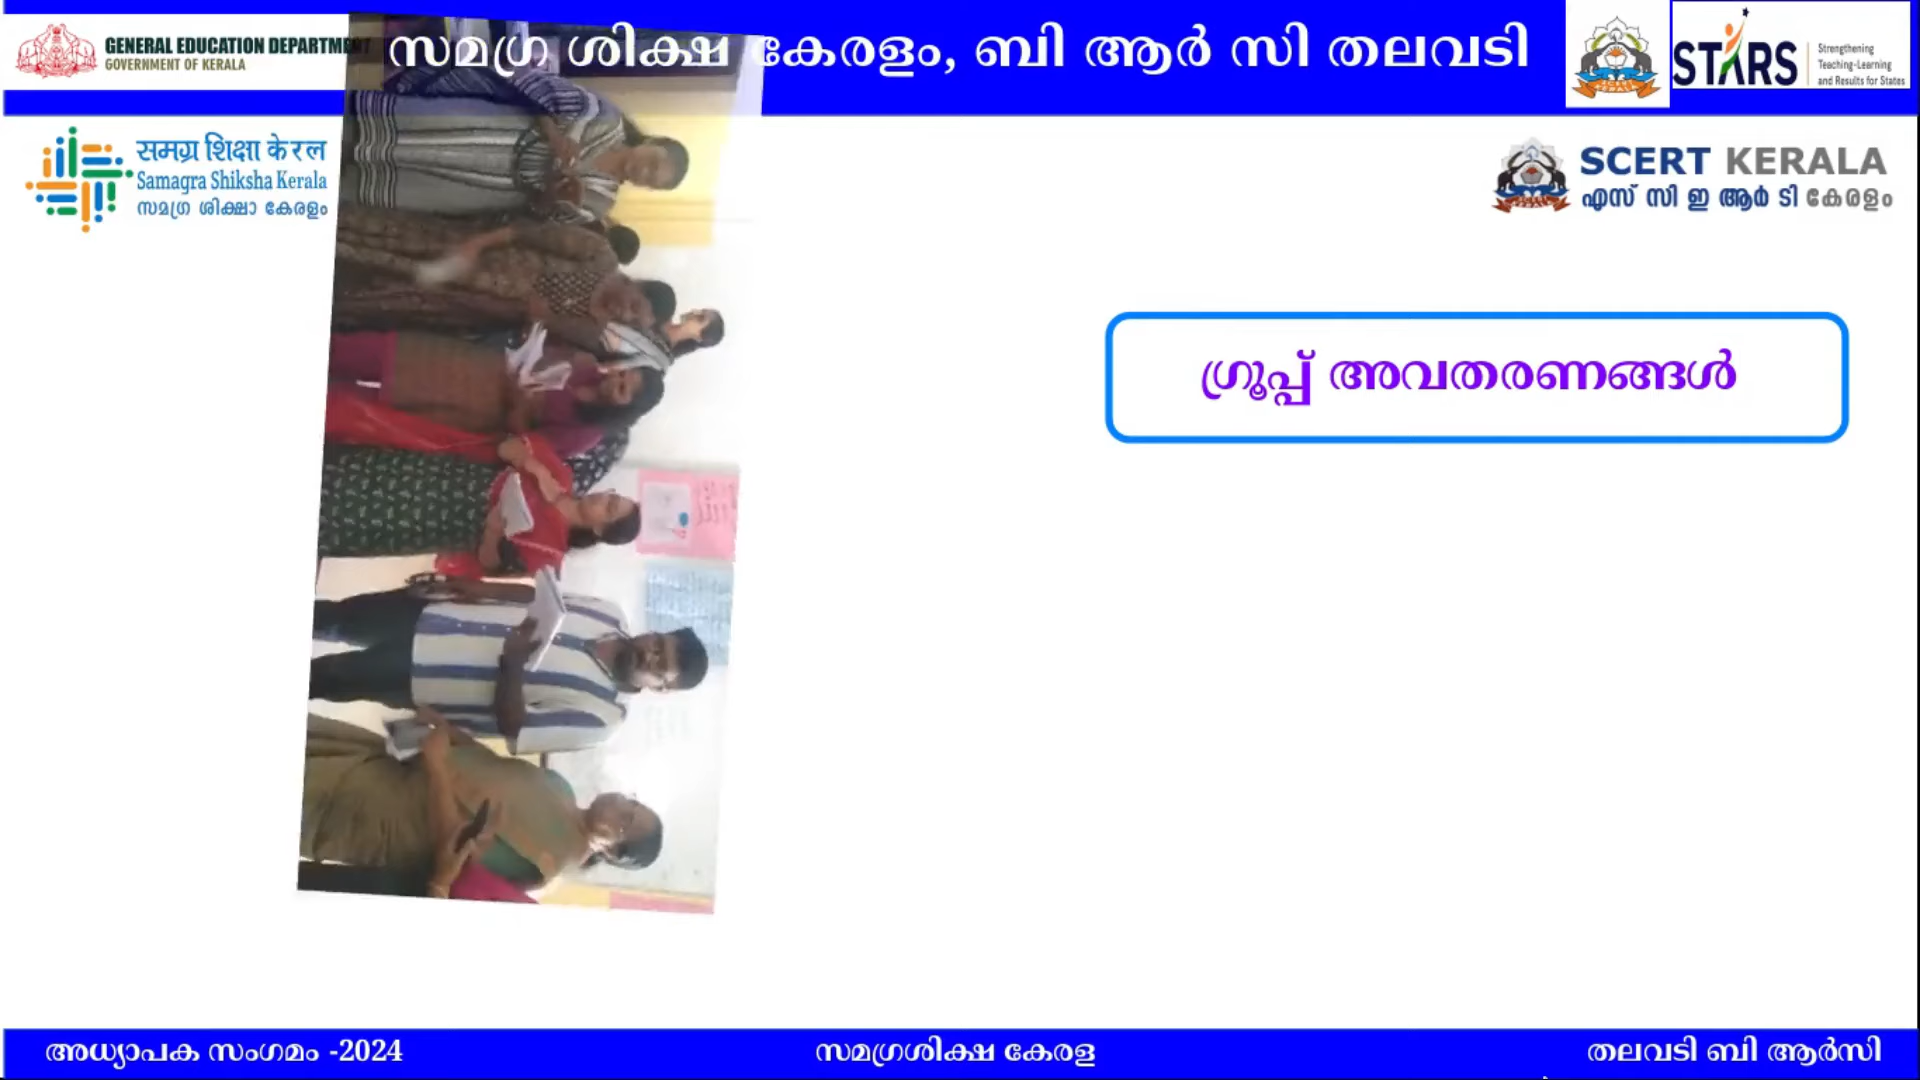 GENERAL EDUCATION DEPARTMENT
GOVERNMENT OF KERALA
സമഗ്ര ശിക്ഷ കേരളം, ബി ആർ സി തലവടി
STARS
Strengthening
Teaching-Learning
and Results for States
समग्र शिक्षा केरल
Samagra Shiksha Kerala
സമഗ്ര ശിക്ഷാ കേരളം
SCERT KERALA
എസ് സി ഇ ആർ ടി കേരളം
ഗ്രൂപ്പ് അവതരണങ്ങൾ
അധ്യാപക സംഗമം -2024
സമഗ്രശിക്ഷ കേരള
തലവടി ബി ആർസി